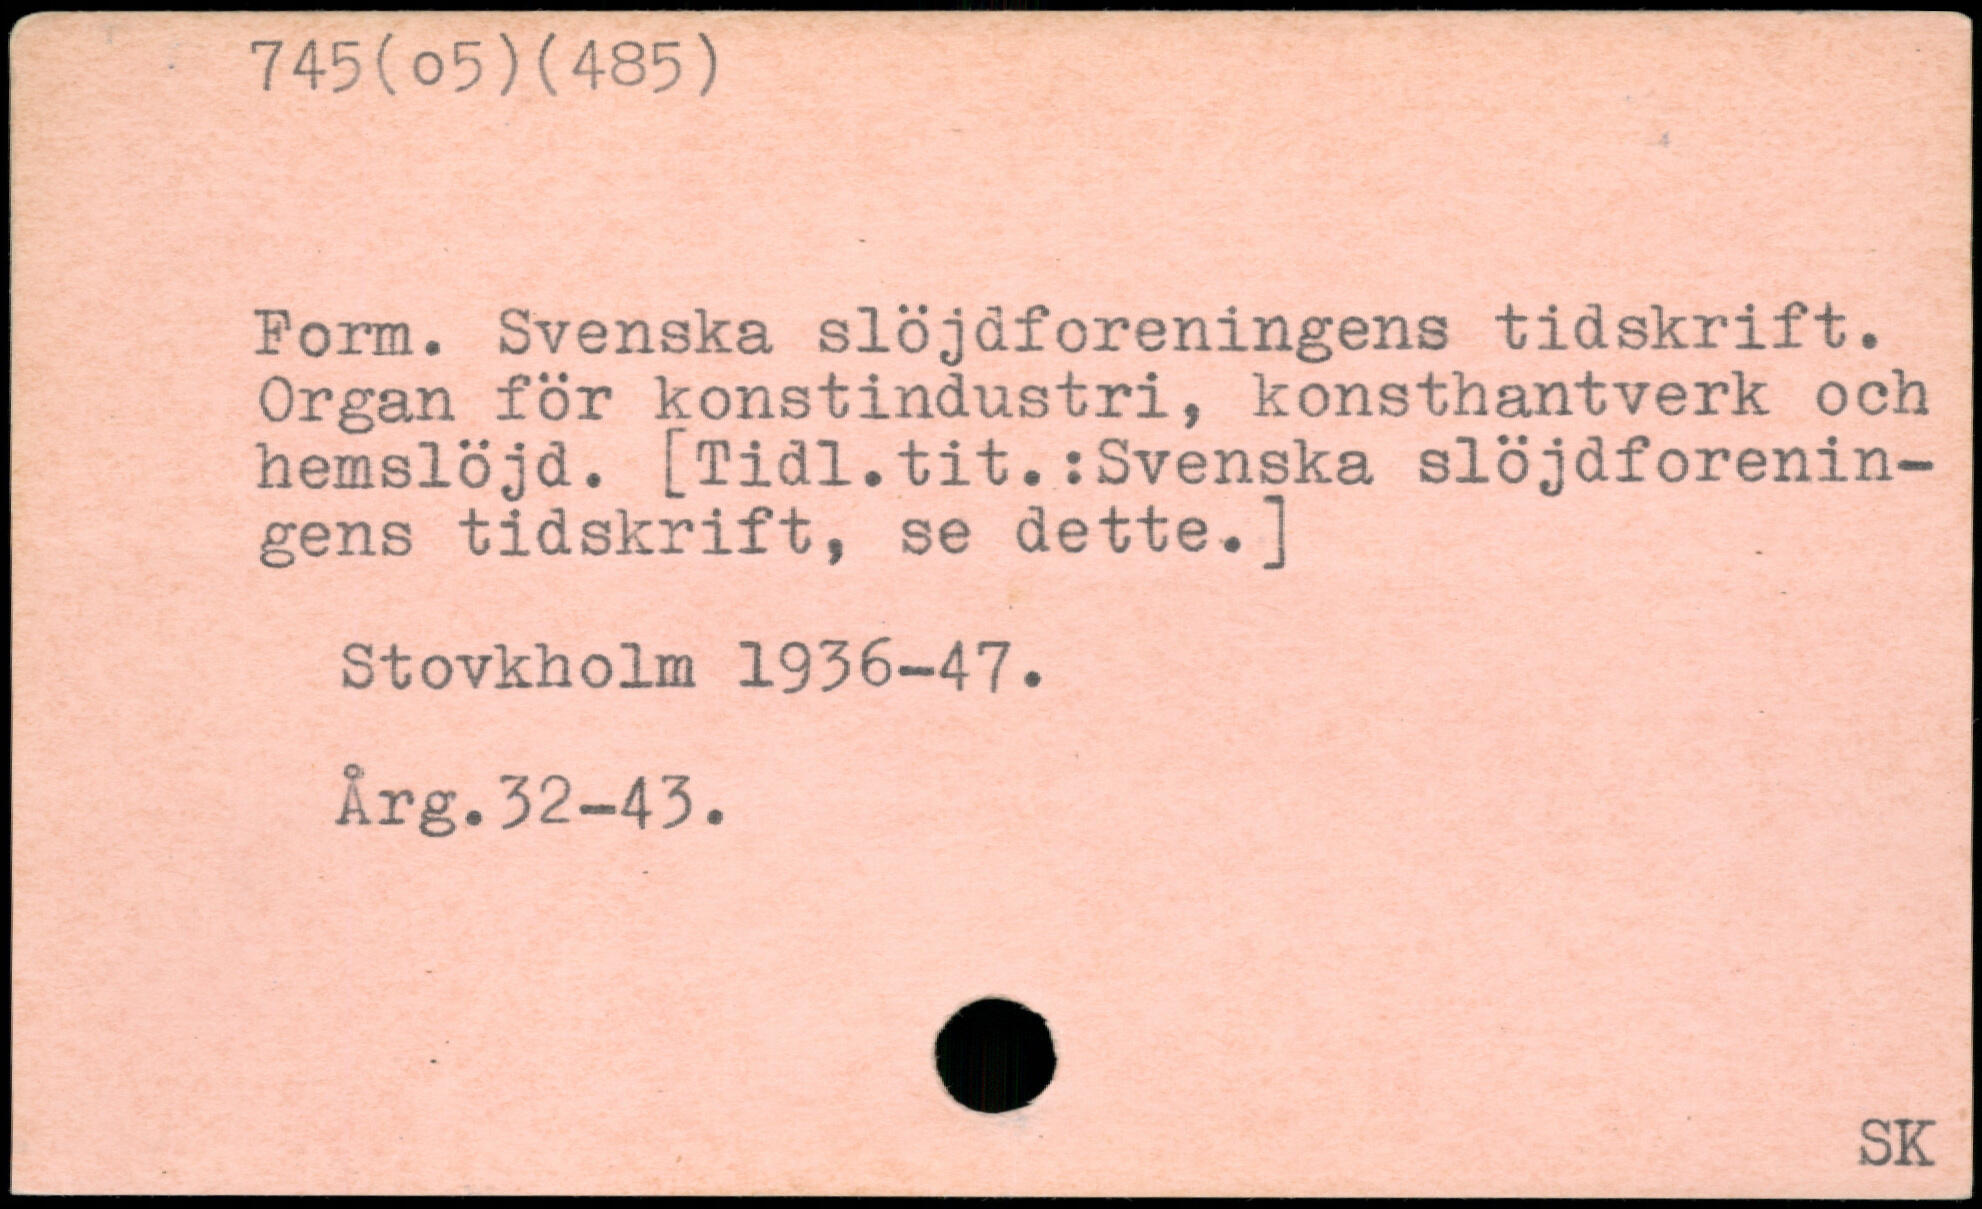 745(o5)(485)
Form. Svenska slöjdforeningens tidskrift.
Organ för konstindustri, konsthantverk och
hemslöjd. [Tidl.tit.:Svenska slöjdforenin-
gens tidskrift, se dette.]
Stovkholm 1936-47.
Årg.32-43.
SK